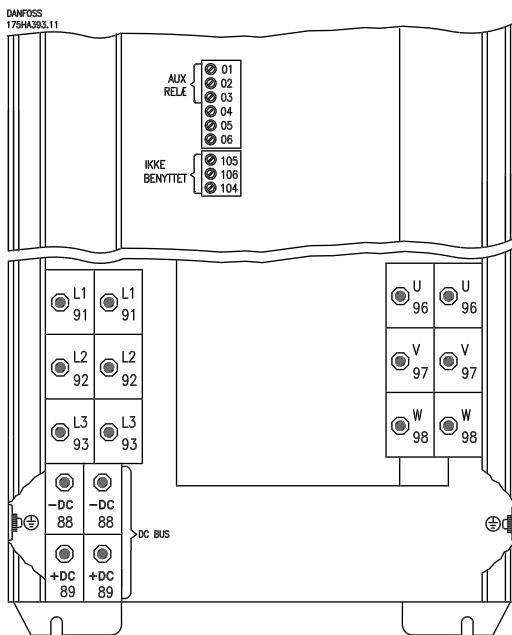 DANFOSS
175HA393.11
AUX
RELÆ
01
02
03
04
05
06
IKKE
BENYTTET
105
106
104
L1
91
L1
91
L2
92
L2
92
L3
93
L3
93
U
96
U
96
V
97
V
97
W
98
W
98
–DC
88
–DC
88
+DC
89
+DC
89
DC BUS